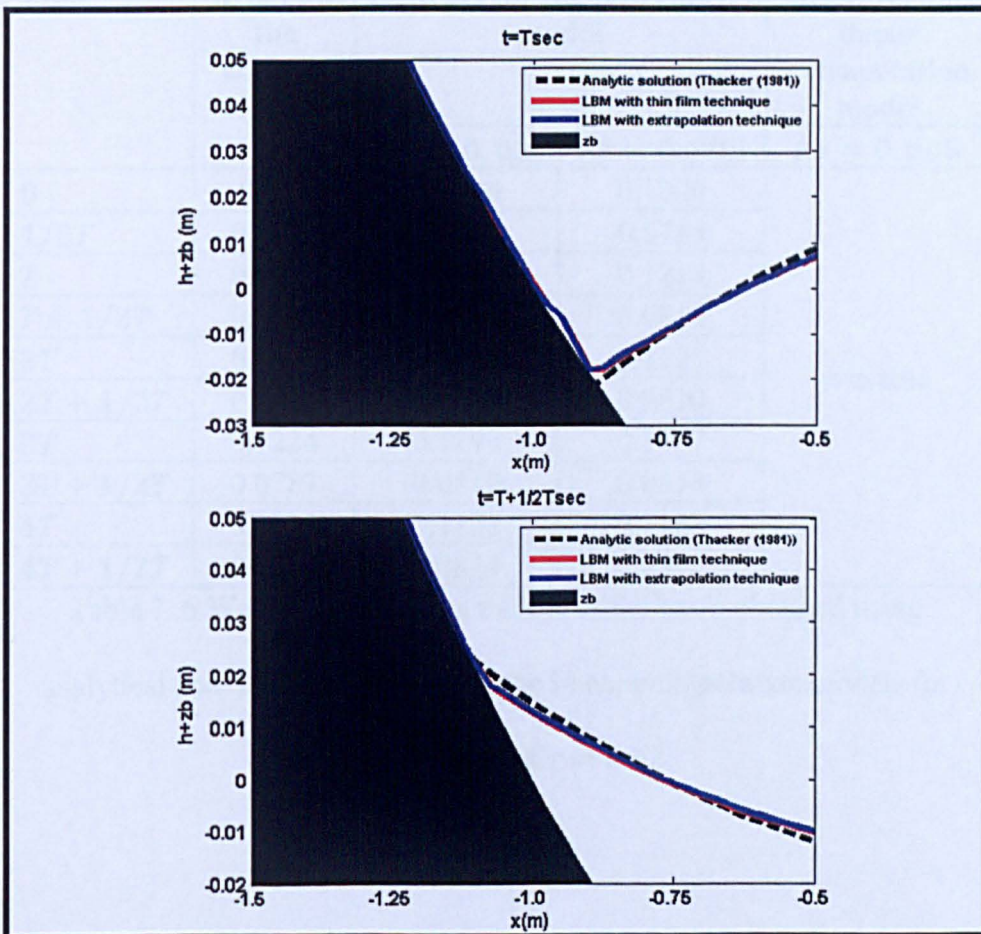 t=Tsec
0.05
0.04
0.03
0.02
0.01
0
-0.01
-0.02
-0.03
h+zb (m)
Analytic solution (Thacker (1981))
LBM with thin film technique
LBM with extrapolation technique
zb
-1.5 -1.25 -1.0 -0.75 -0.5
x(m)
t=T+1/2Tsec
0.05
0.04
0.03
0.02
0.01
0
-0.01
-0.02
h+zb (m)
Analytic solution (Thacker (1981))
LBM with thin film technique
LBM with extrapolation technique
zb
-1.5 -1.25 -1.0 -0.75 -0.5
x(m)